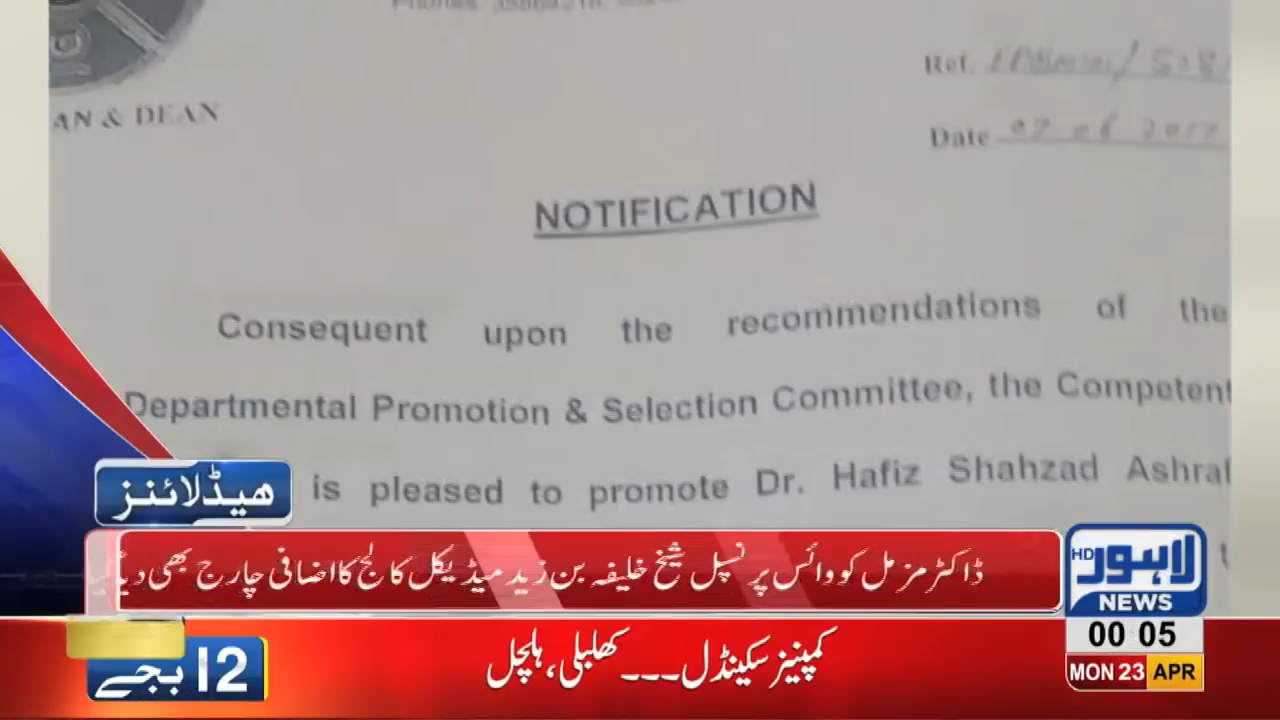 AN & DEAN
Ref.
Date
NOTIFICATION
Consequent upon the recommendations of the
Departmental Promotion & Selection Committee, the Competent
is pleased to promote Dr. Hafiz Shahzad Ashraf
ھیڈلائنز
ڈاکٹر مزمل کو وائس پرنسپل شیخ خلیفہ بن زید میڈیکل کالج کا اضافی چارج بھی
HD لاہور
NEWS
00 05
MON 23 APR
12 بجے
کمپنیز سکینڈل۔۔۔ کھلبلی، ہلچل